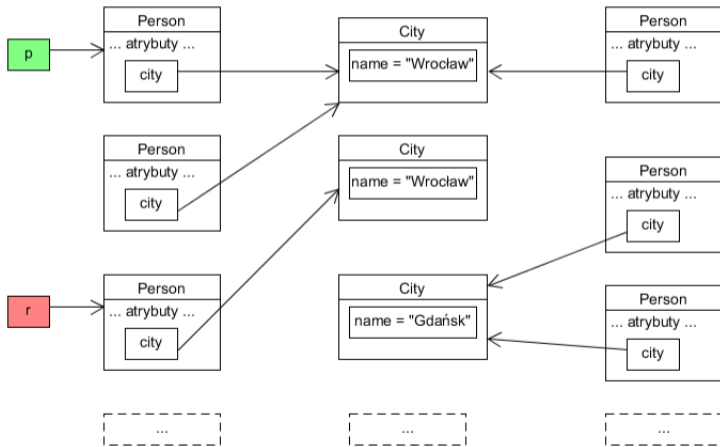 p
Person
... atrybuty ...
city
City
name = "Wrocław"
Person
... atrybuty ...
city
Person
... atrybuty ...
city
City
name = "Wrocław"
Person
... atrybuty ...
city
r
Person
... atrybuty ...
city
City
name = "Gdańsk"
Person
... atrybuty ...
city
...
...
...